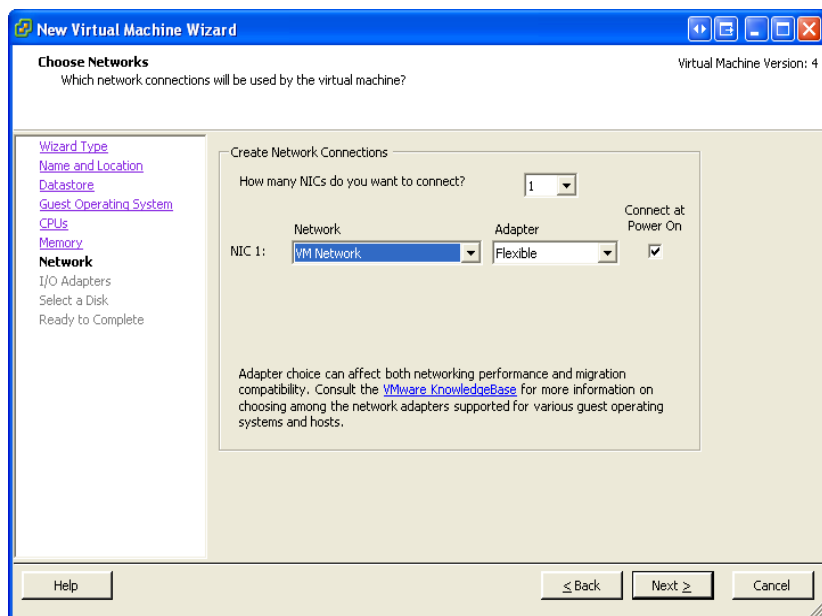 New Virtual Machine Wizard
Choose Networks
Which network connections will be used by the virtual machine?
Virtual Machine Version: 4
Wizard Type
Name and Location
Datastore
Guest Operating System
CPUs
Memory
Network
I/O Adapters
Select a Disk
Ready to Complete
Create Network Connections
How many NICs do you want to connect?
1
Network
Adapter
Connect at
Power On
NIC 1:
VM Network
Flexible
Adapter choice can affect both networking performance and migration
compatibility. Consult the VMware KnowledgeBase for more information on
choosing among the network adapters supported for various guest operating
systems and hosts.
Help
< Back
Next >
Cancel